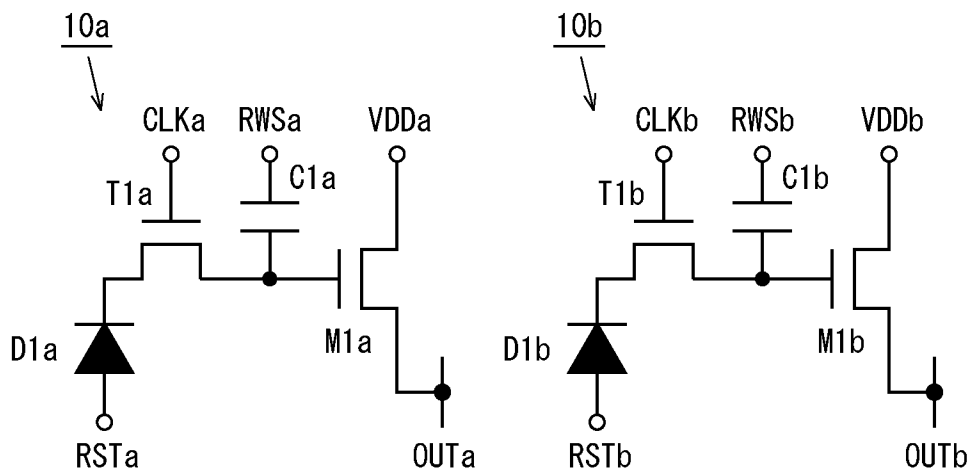 10a
10b
CLKa RWSa VDDa
CLKb RWSb VDDb
T1a C1a
T1b C1b
D1a M1a
D1b M1b
RSTa OUTa
RSTb OUTb